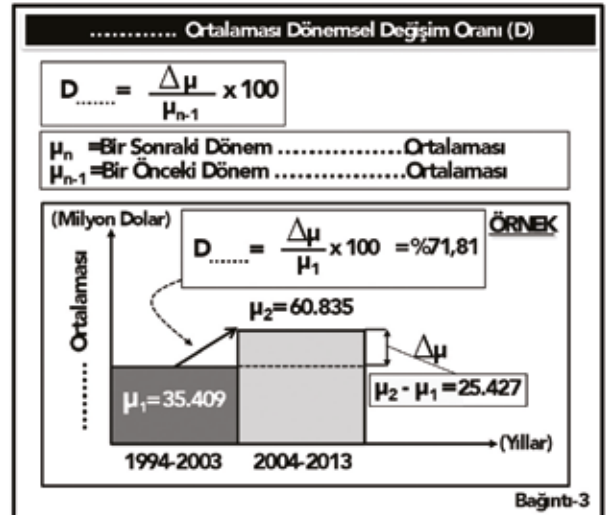 ............ Ortalaması Dönemsel Değişim Oranı (D)
D....... = Δμ / μn-1 x 100
μn =Bir Sonraki Dönem .................Ortalaması
μn-1=Bir Önceki Dönem .................Ortalaması
(Milyon Dolar)
ÖRNEK
D....... = Δμ / μ1 x 100 =%71,81
...... Ortalaması
μ2= 60.835
Δμ
μ1= 35.409
μ2 - μ1 =25.427
(Yıllar)
1994-2003 2004-2013
Bağıntı-3